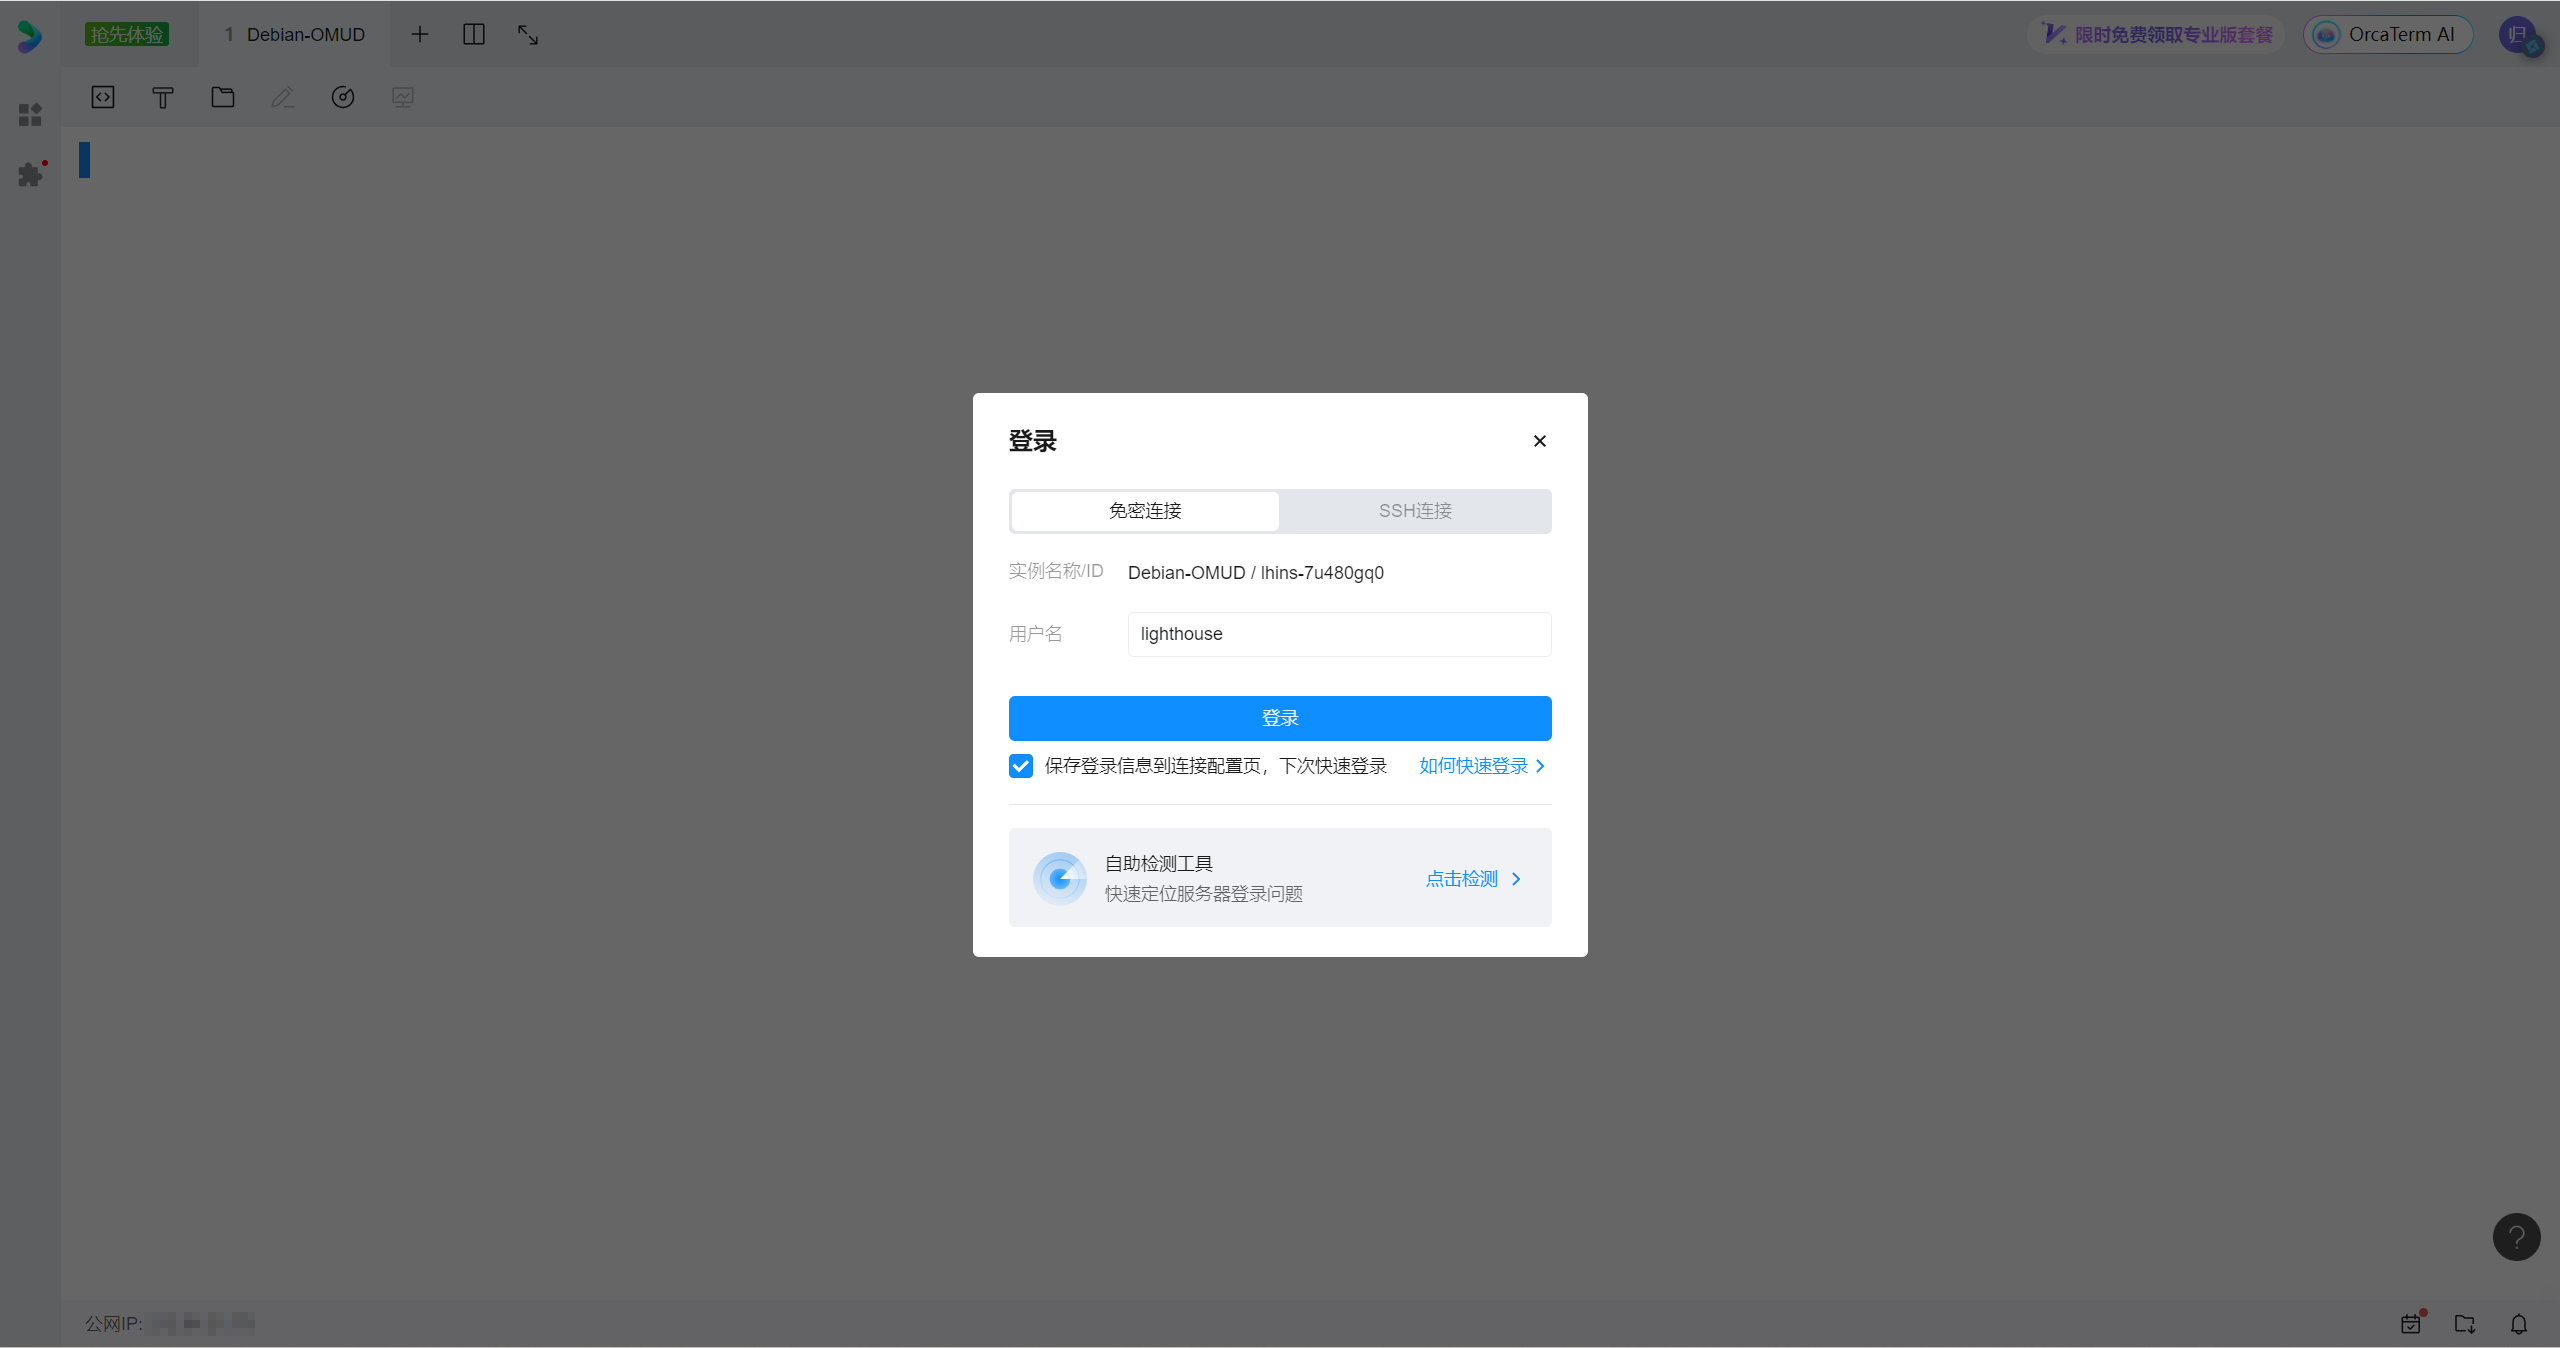 抢先体验
1 Debian-OMUD
限时免费领取专业版套餐
OrcaTerm AI
归
登录
免密连接
SSH连接
实例名称/ID
Debian-OMUD / lhins-7u480gq0
用户名
lighthouse
登录
保存登录信息到连接配置页，下次快速登录
如何快速登录
自助检测工具
快速定位服务器登录问题
点击检测
公网IP: